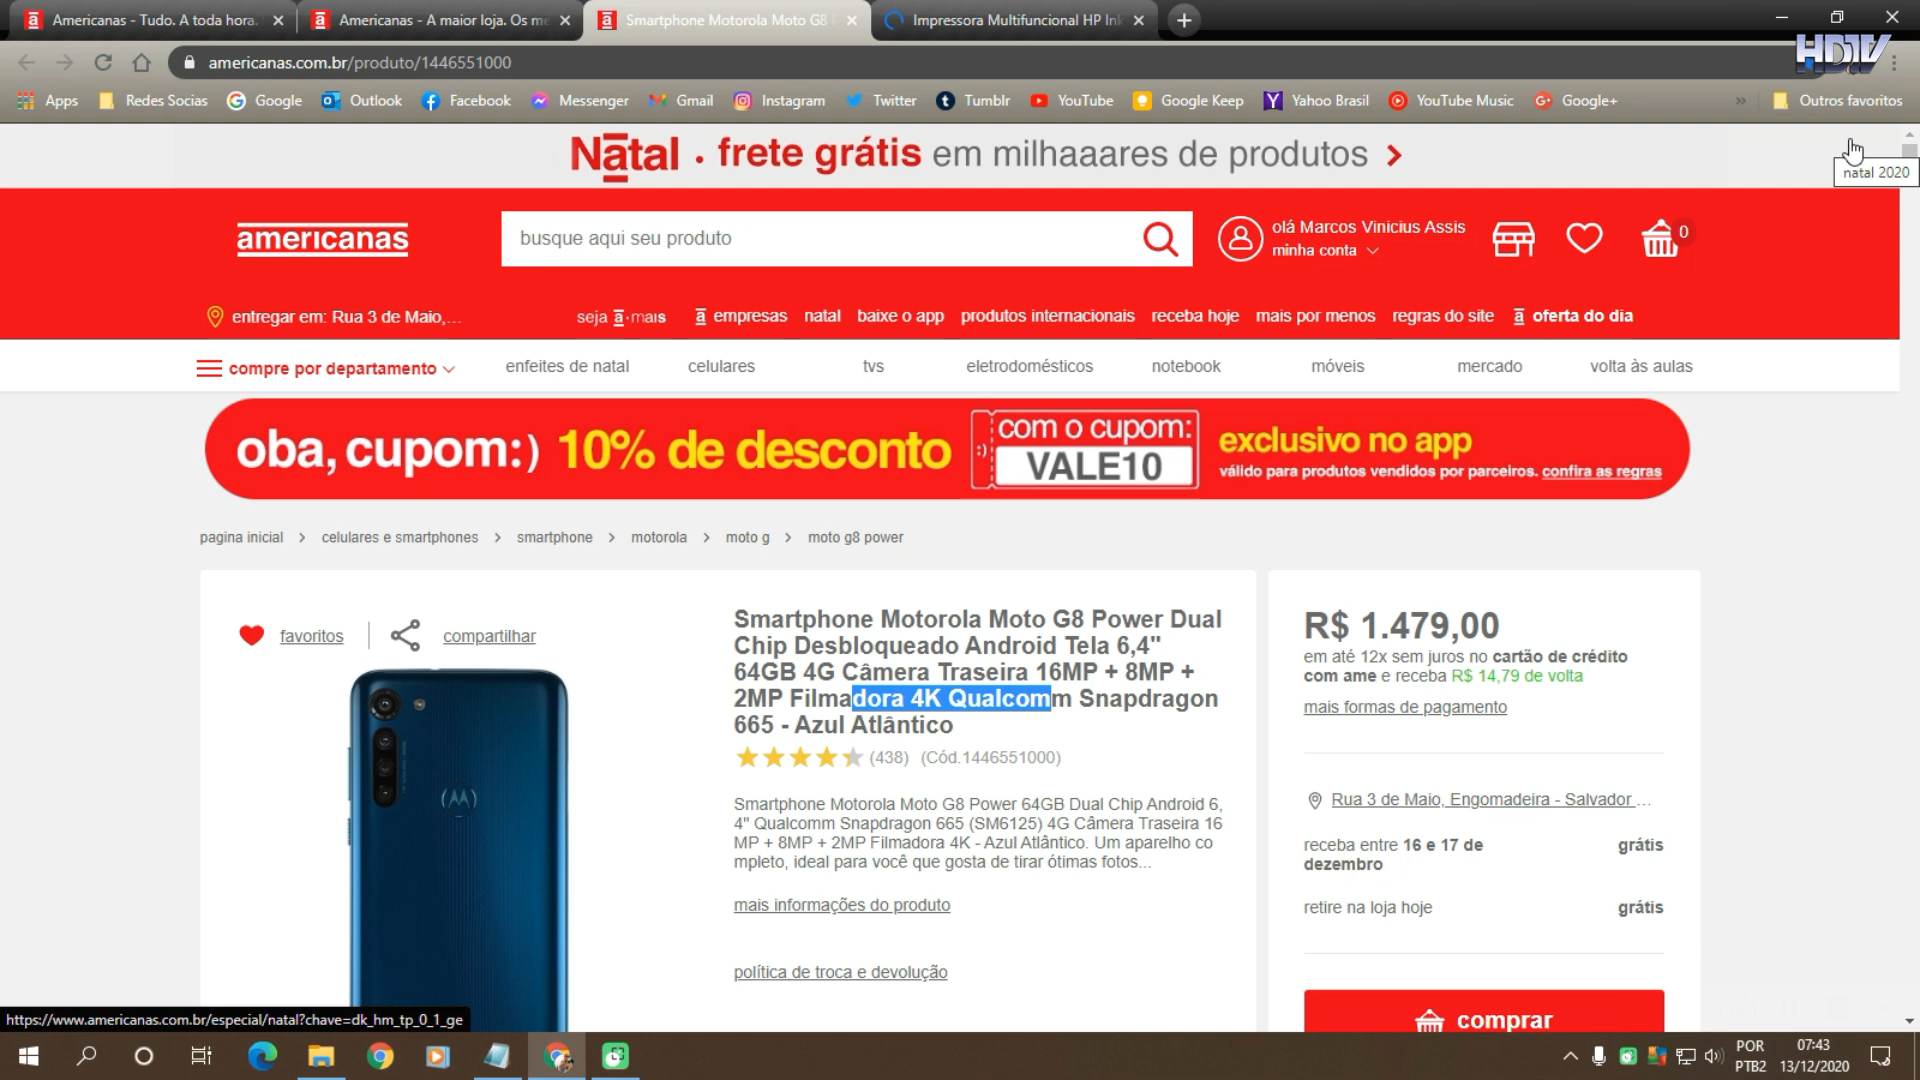 Americanas - Tudo. A toda hora.
Americanas - A maior loja. Os me
Smartphone Motorola Moto G8
Impressora Multifuncional HP Ink
HDTV
americanas.com.br/produto/1446551000
Apps
Redes Socias
Google
Outlook
Facebook
Messenger
Gmail
Instagram
Twitter
Tumblr
YouTube
Google Keep
Yahoo Brasil
YouTube Music
Google+
Outros favoritos
Natal . frete grátis em milhaaares de produtos
natal 2020
americanas
busque aqui seu produto
olá Marcos Vinicius Assis
minha conta
0
entregar em: Rua 3 de Maio,...
seja a·mais
a empresas
natal
baixe o app
produtos internacionais
receba hoje
mais por menos
regras do site
a oferta do dia
compre por departamento
enfeites de natal
celulares
tvs
eletrodomésticos
notebook
móveis
mercado
volta às aulas
oba, cupom:) 10% de desconto
com o cupom:
:) VALE10
exclusivo no app
válido para produtos vendidos por parceiros. confira as regras
pagina inicial > celulares e smartphones > smartphone > motorola > moto g > moto g8 power
favoritos
compartilhar
Smartphone Motorola Moto G8 Power Dual
Chip Desbloqueado Android Tela 6,4"
64GB 4G Câmera Traseira 16MP + 8MP +
2MP Filmadora 4K Qualcomm Snapdragon
665 - Azul Atlântico
(438) (Cód.1446551000)
Smartphone Motorola Moto G8 Power 64GB Dual Chip Android 6,
4" Qualcomm Snapdragon 665 (SM6125) 4G Câmera Traseira 16
MP + 8MP + 2MP Filmadora 4K - Azul Atlântico. Um aparelho co
mpleto, ideal para você que gosta de tirar ótimas fotos...
mais informações do produto
política de troca e devolução
R$ 1.479,00
em até 12x sem juros no cartão de crédito
com ame e receba R$ 14,79 de volta
mais formas de pagamento
Rua 3 de Maio, Engomadeira - Salvador ...
receba entre 16 e 17 de
dezembro
grátis
retire na loja hoje
grátis
comprar
https://www.americanas.com.br/especial/natal?chave=dk_hm_tp_0_1_ge
POR
PTB2
07:43
13/12/2020